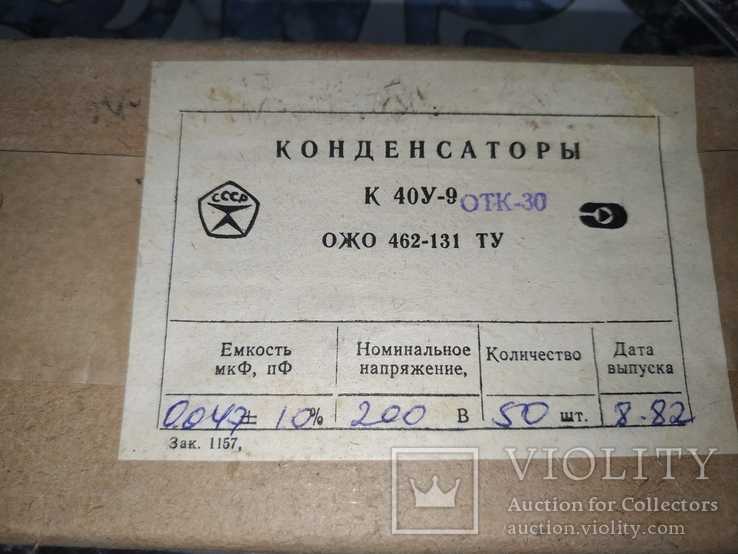 КОНДЕНСАТОРЫ
СССР
К 40У-9 ОТК-30
ОЖО 462-131 ТУ
Емкость мкФ, пФ
Номинальное напряжение,
Количество
Дата выпуска
0.047 ± 10%
200 В
50 шт.
8-82
Зак. 1157,
VIOLITY
Auction for Collectors
auction.violity.com